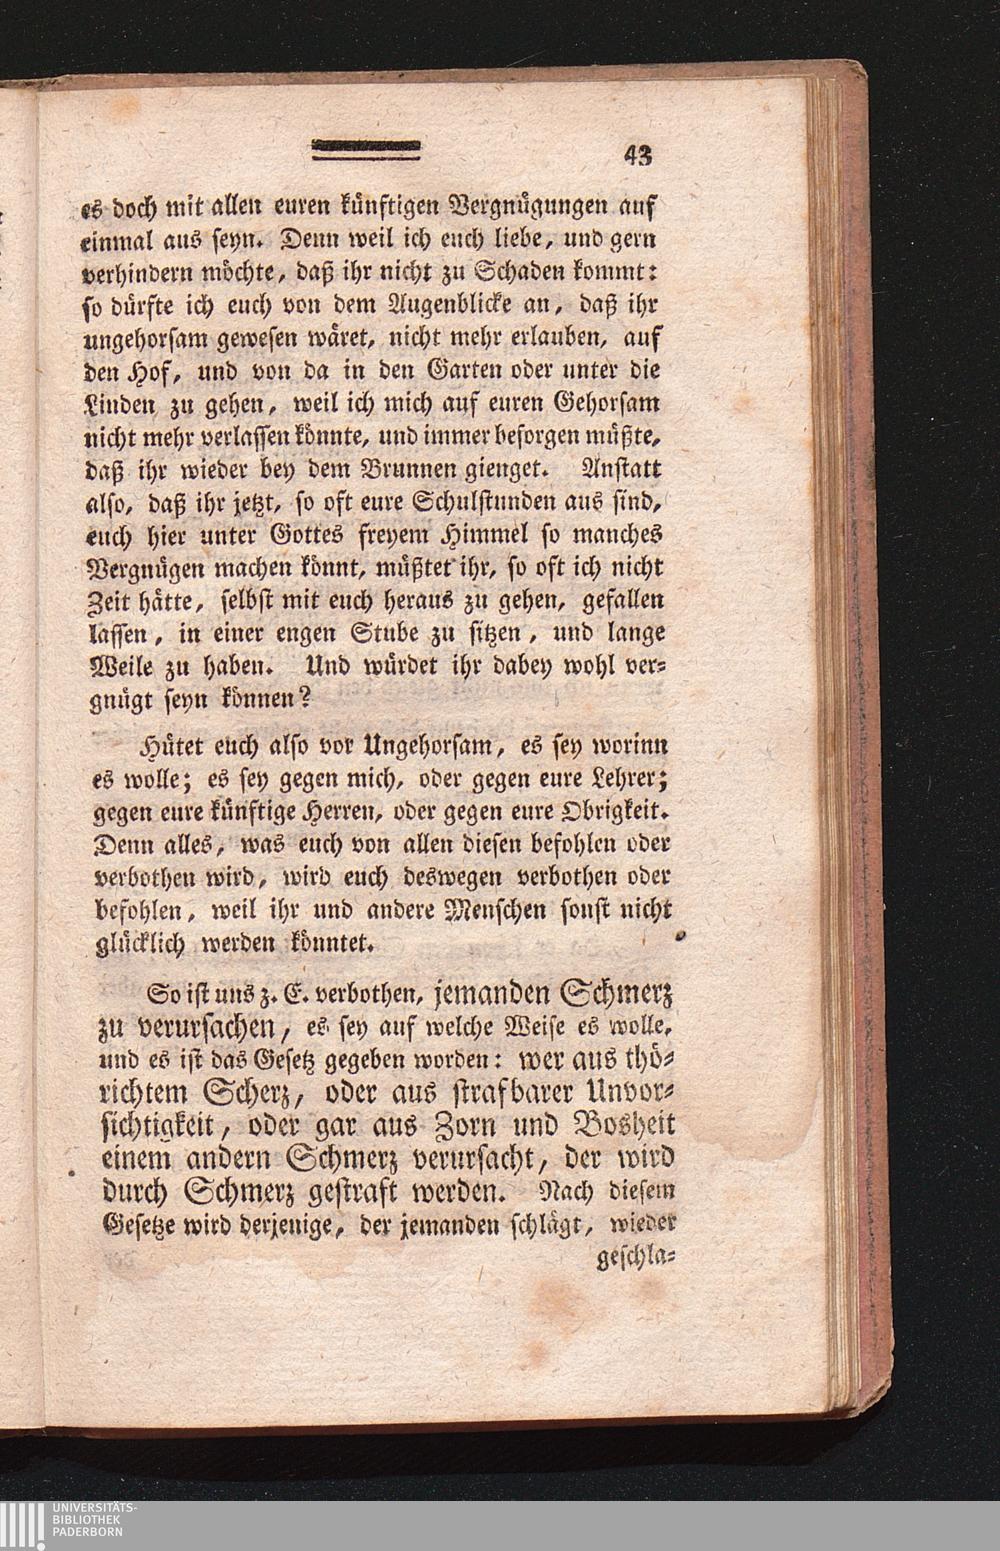 43
es doch mit allen euren künftigen Vergnügungen auf
einmal aus seyn. Denn weil ich euch liebe, und gern
verhindern möchte, daß ihr nicht zu Schaden kommt:
so dürfte ich euch von dem Augenblicke an, daß ihr
ungehorsam gewesen wäret, nicht mehr erlauben, auf
den Hof, und von da in den Garten oder unter die
Linden zu gehen, weil ich mich auf euren Gehorsam
nicht mehr verlassen könnte, und immer besorgen müßte,
daß ihr wieder bey dem Brunnen gienget. Anstatt
also, daß ihr jetzt, so oft eure Schulstunden aus sind,
euch hier unter Gottes freyem Himmel so manches
Vergnügen machen könnt, müßtet ihr, so oft ich nicht
Zeit hätte, selbst mit euch heraus zu gehen, gefallen
lassen, in einer engen Stube zu sitzen, und lange
Weile zu haben. Und würdet ihr dabey wohl ver-
gnügt seyn können?
Hütet euch also vor Ungehorsam, es sey worinn
es wolle; es sey gegen mich, oder gegen eure Lehrer;
gegen eure künftige Herren, oder gegen eure Obrigkeit.
Denn alles, was euch von allen diesen befohlen oder
verbothen wird, wird euch deswegen verbothen oder
befohlen, weil ihr und andere Menschen sonst nicht
glücklich werden könntet.
So ist uns z. E. verbothen, jemanden Schmerz
zu verursachen, es sey auf welche Weise es wolle,
und es ist das Gesetz gegeben worden: wer aus thö-
richtem Scherz, oder aus strafbarer Unvor-
sichtigkeit, oder gar aus Zorn und Bosheit
einem andern Schmerz verursacht, der wird
durch Schmerz gestraft werden. Nach diesem
Gesetze wird derjenige, der jemanden schlägt, wieder
geschla-
UNIVERSITÄTS-
BIBLIOTHEK
PADERBORN